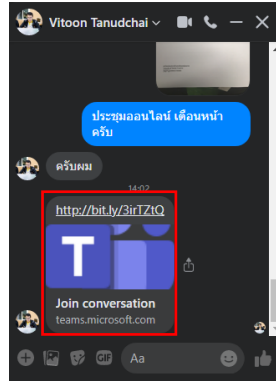 Vitoon Tanudchai
ประชุมออนไลน์ เดือนหน้า
ครับ
ครับผม
14:02
http://bit.ly/3irTZtQ
T
Join conversation
teams.microsoft.com
GIF
Aa